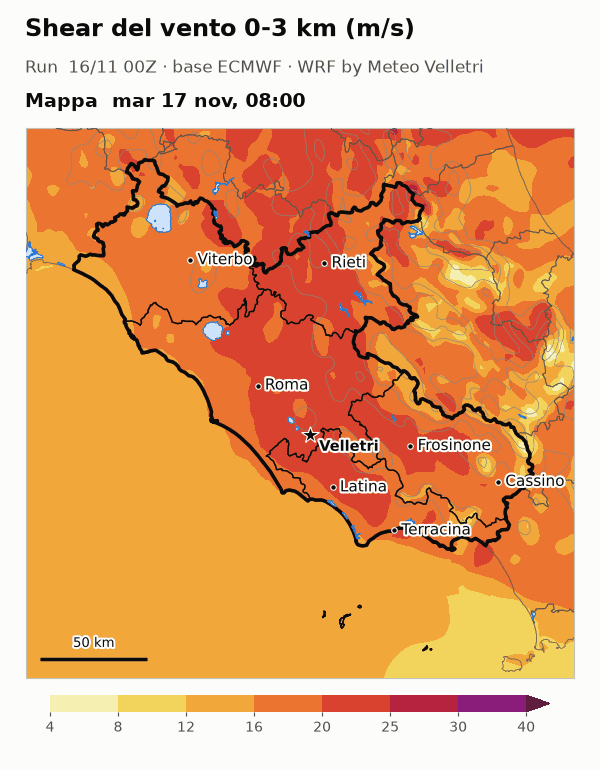 Shear del vento 0-3 km (m/s)
Run  16/11 00Z · base ECMWF · WRF by Meteo Velletri
Mappa  mar 17 nov, 08:00
Viterbo
Rieti
Roma
Velletri
Frosinone
Latina
Cassino
Terracina
50 km
4 8 12 16 20 25 30 40